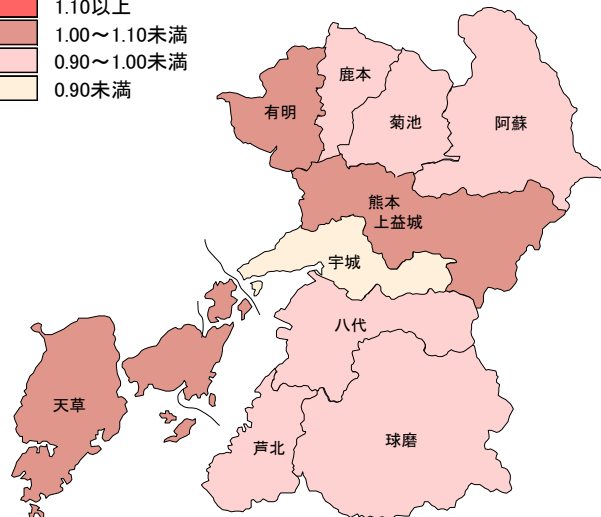 1.10以上
1.00～1.10未満
0.90～1.00未満
0.90未満
鹿本
有明
菊池
阿蘇
熊本
上益城
宇城
八代
天草
芦北
球磨